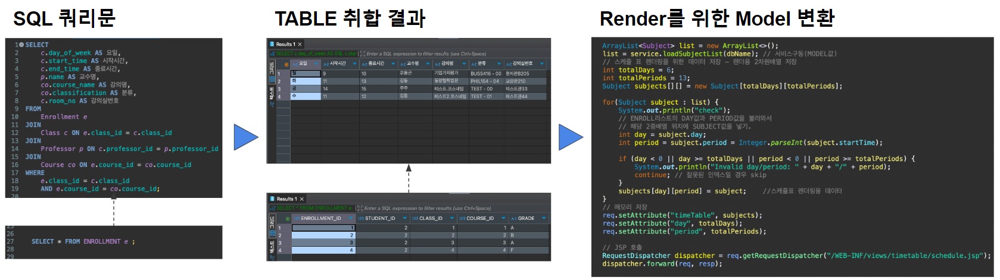 SQL 쿼리문
TABLE 취합 결과
Render를 위한 Model 변환
1 SELECT
2 c.day_of_week AS 요일,
3 c.start_time AS 시작시간,
4 c.end_time AS 종료시간,
5 p.name AS 교수명,
6 co.course_name AS 강의명,
7 co.classification AS 분류,
8 c.room_no AS 강의실번호
9 FROM
10 Enrollment e
11 JOIN
12 Class c ON e.class_id = c.class_id
13 JOIN
14 Professor p ON c.professor_id = p.professor_id
15 JOIN
16 Course co ON e.course_id = co.course_id
17 WHERE
18 e.class_id = c.class_id
19 AND e.course_id = co.course_id;
20
25
26
27 SELECT * FROM ENROLLMENT e ;
28
29
Results 1 ×
SELECT c.day_of_week AS 요일, c.star Enter a SQL expression to filter results (use Ctrl+Space)
그리드
텍스트
A-Z 요일 A-Z 시작시간 A-Z 종료시간 A-Z 교수명 A-Z 강의명 A-Z 분류 A-Z 강의실번호
1 월 9 10 유용근 기업가치평가 BUSS416 - 00 현자관B205
2 화 11 13 김동 동양철학입문 PHIL154 - 04 교양관210
3 금 14 15 주주 테스트.코스네임 TEST - 00 테스트관33
4 수 11 12 김동 테스트2.코스네임 TEST - 01 테스트관44
Results 1 ×
SELECT * FROM ENROLLMENT e Enter a SQL expression to filter results (use Ctrl+Space)
그리드
텍스트
123 ENROLLMENT_ID 123 STUDENT_ID 123 CLASS_ID 123 COURSE_ID A-Z GRADE
1 1 2 1 1 A
2 2 2 2 2 B
3 3 2 3 3 A
4 4 2 4 4 F
ArrayList<Subject> list = new ArrayList<>();
list = service.loadSubjectList(dbName); // 서비스구동(MODEL값)
// 스케쥴 표 렌더링을 위한 데이터 저장 - 렌더용 2차원배열 저장
int totalDays = 6;
int totalPeriods = 13;
Subject subjects[][] = new Subject[totalDays][totalPeriods];
for(Subject subject : list) {
System.out.println("check");
// ENROLL리스트의 DAY값과 PERIOD값을 불러와서
// 해당 2중배열 위치에 SUBJECT값을 넣기.
int day = subject.day;
int period = subject.period = Integer.parseInt(subject.startTime);
if (day < 0 || day >= totalDays || period < 0 || period >= totalPeriods) {
System.out.println("Invalid day/period: " + day + "/" + period);
continue; // 잘못된 인덱스일 경우 skip
}
subjects[day][period] = subject; //스케쥴표 렌더링용 데이터
}
// 메모리 저장
req.setAttribute("timeTable", subjects);
req.setAttribute("day", totalDays);
req.setAttribute("period", totalPeriods);
// JSP 호출
RequestDispatcher dispatcher = req.getRequestDispatcher("/WEB-INF/views/timetable/schedule.jsp");
dispatcher.forward(req, resp);